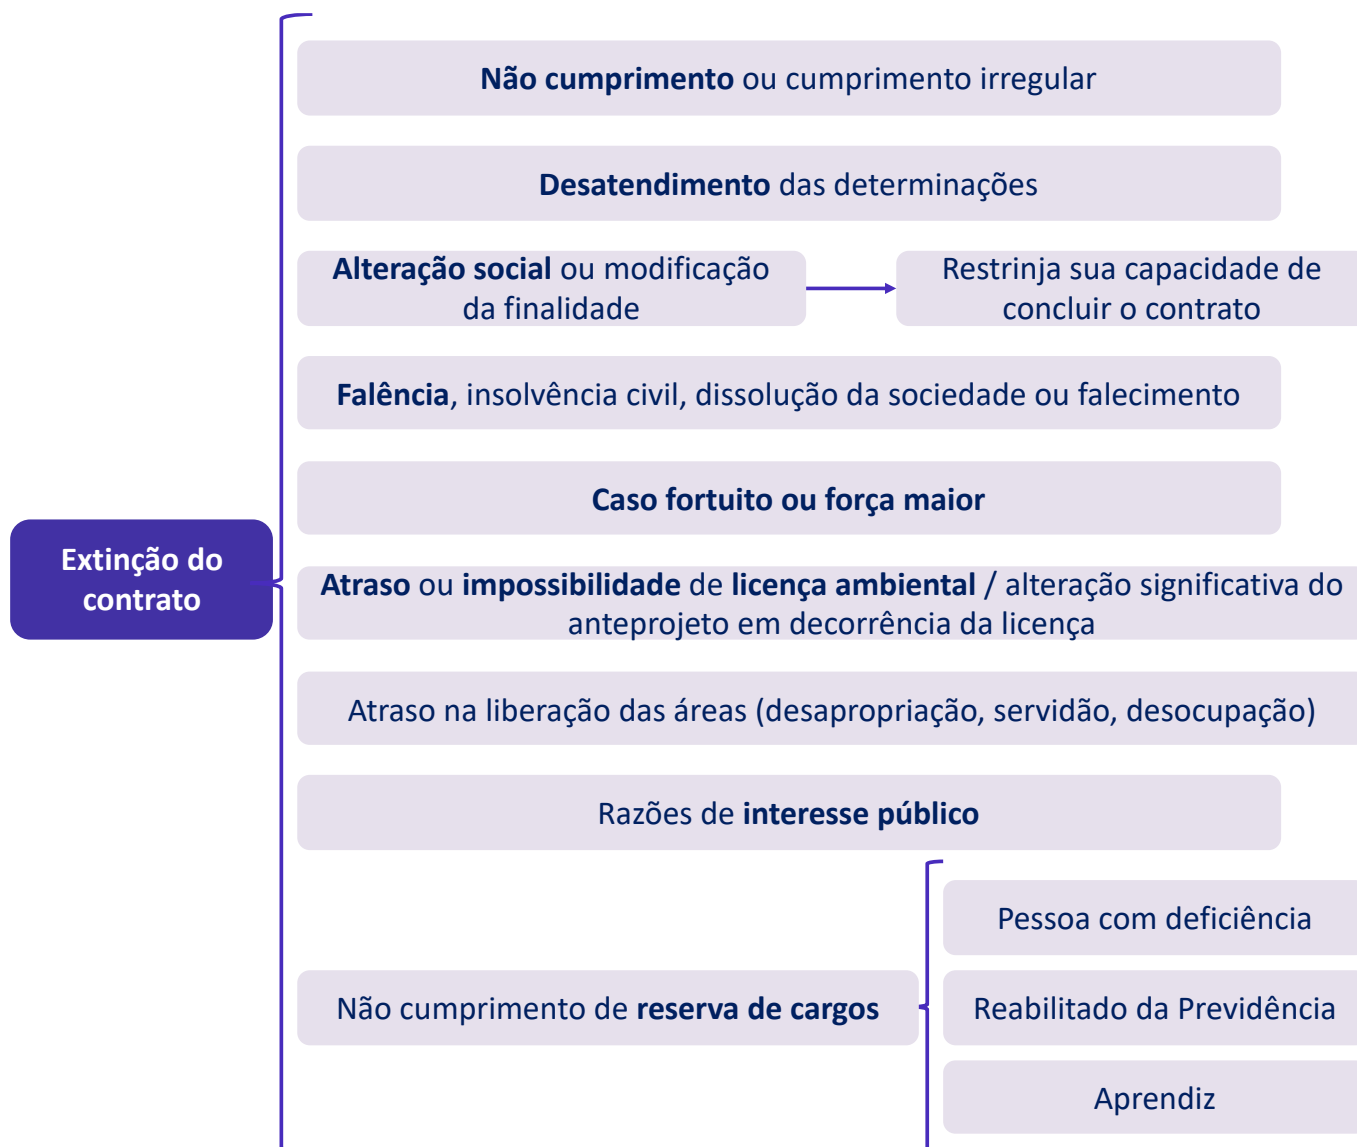 Não cumprimento ou cumprimento irregular
Desatendimento das determinações
Alteração social ou modificação
da finalidade
Restrinja sua capacidade de
concluir o contrato
Falência, insolvência civil, dissolução da sociedade ou falecimento
Caso fortuito ou força maior
Extinção do
contrato
Atraso ou impossibilidade de licença ambiental / alteração significativa do
anteprojeto em decorrência da licença
Atraso na liberação das áreas (desapropriação, servidão, desocupação)
Razões de interesse público
Não cumprimento de reserva de cargos
Pessoa com deficiência
Reabilitado da Previdência
Aprendiz